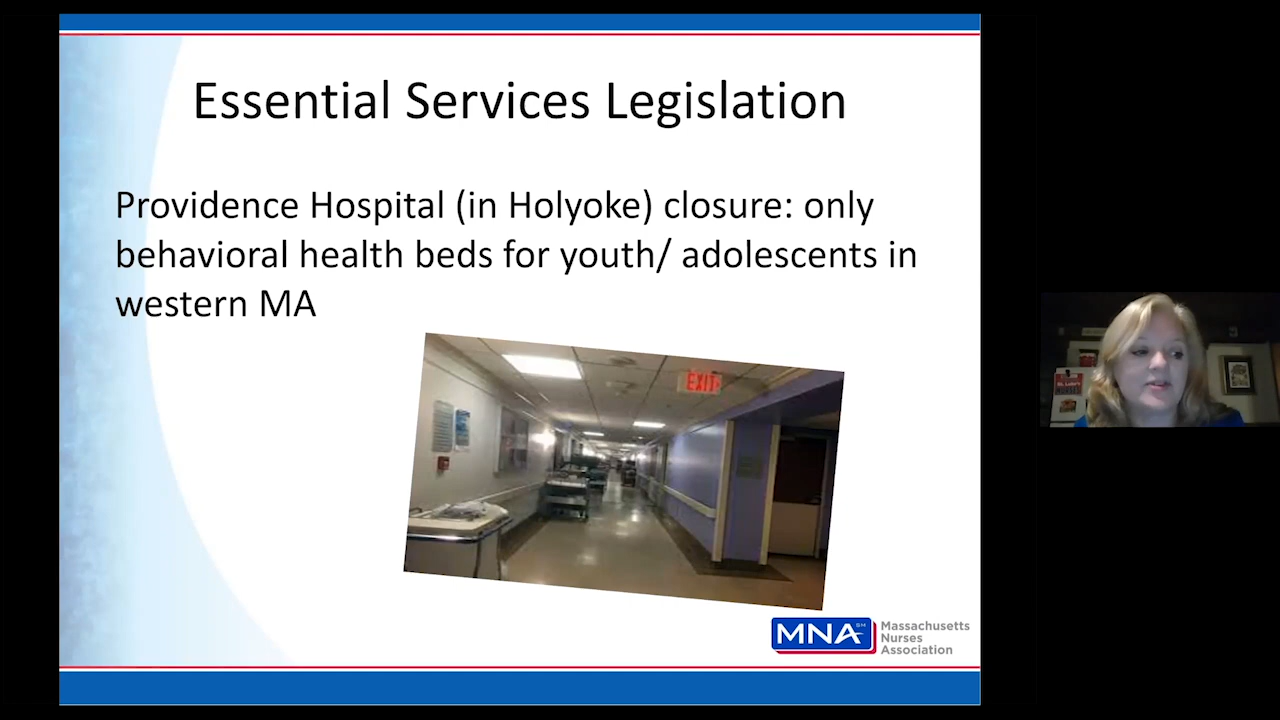 Essential Services Legislation
Providence Hospital (in Holyoke) closure: only
behavioral health beds for youth/ adolescents in
western MA
EXIT
MNA SM
Massachusetts
Nurses
Association